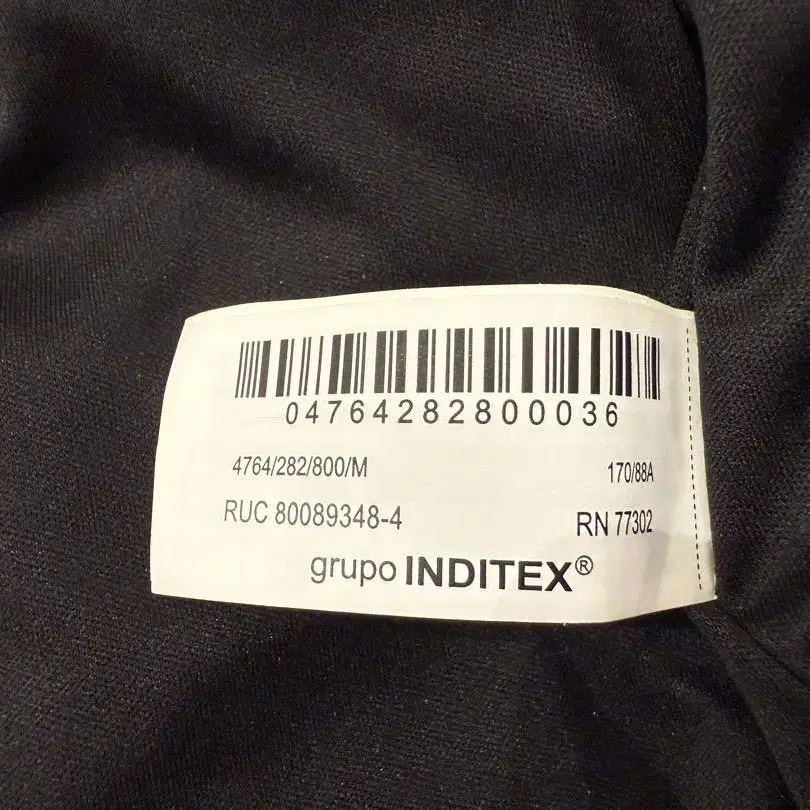 04764282800036
4764/282/800/M 170/88A
RUC 80089348-4 RN 77302
grupo INDITEX®